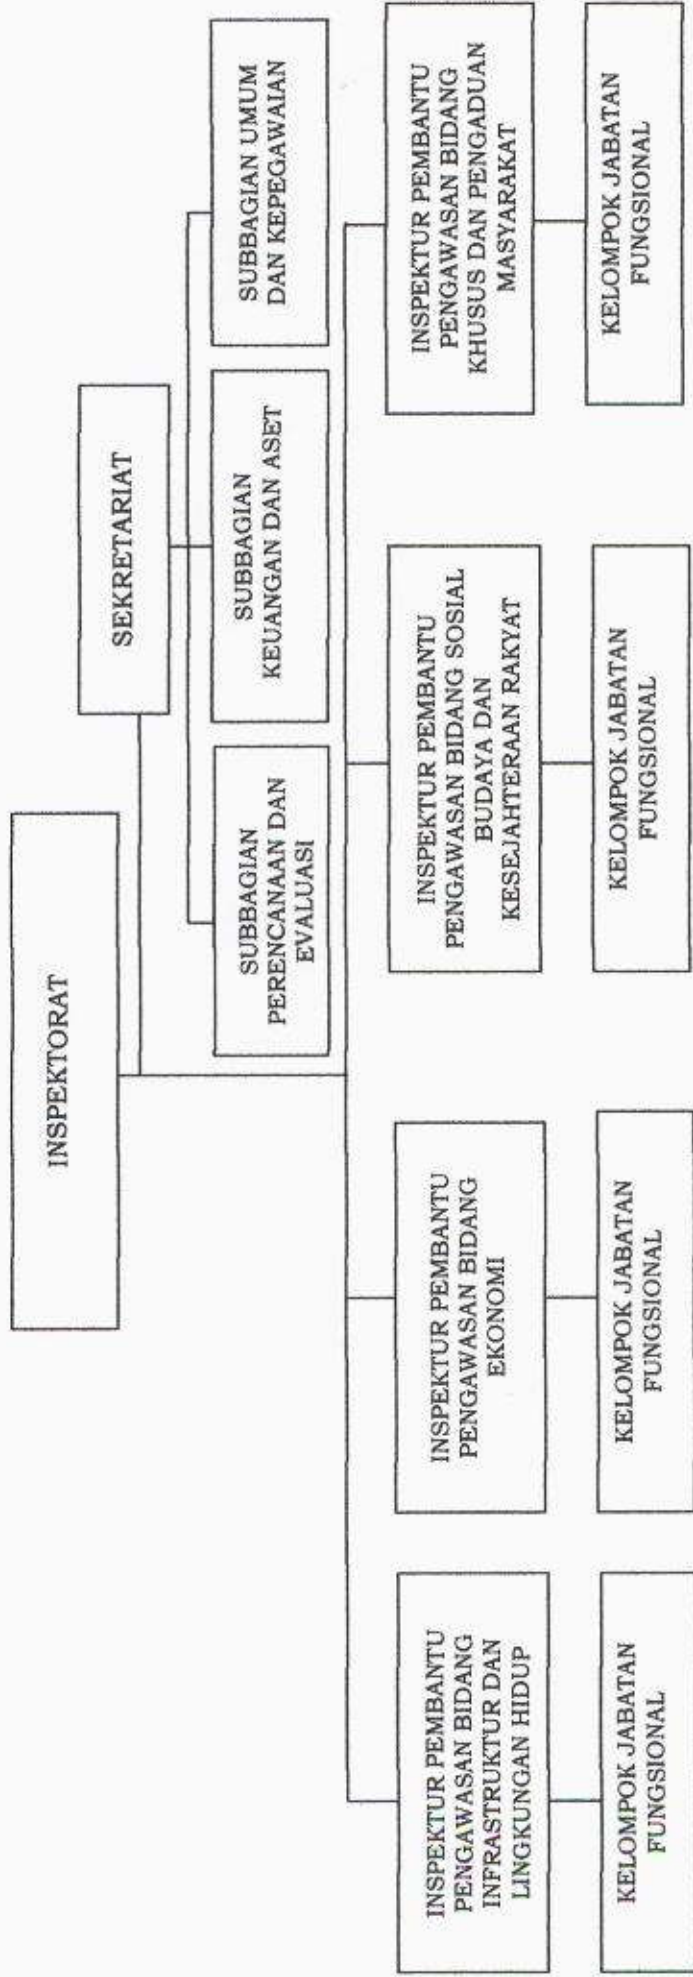 INSPEKTORAT
SEKRETARIAT
SUBBAGIAN
PERENCANAAN DAN
EVALUASI
SUBBAGIAN
KEUANGAN DAN ASET
SUBBAGIAN UMUM
DAN KEPEGAWAIAN
INSPEKTUR PEMBANTU
PENGAWASAN BIDANG
INFRASTRUKTUR DAN
LINGKUNGAN HIDUP
INSPEKTUR PEMBANTU
PENGAWASAN BIDANG
EKONOMI
INSPEKTUR PEMBANTU
PENGAWASAN BIDANG SOSIAL
BUDAYA DAN
KESEJAHTERAAN RAKYAT
INSPEKTUR PEMBANTU
PENGAWASAN BIDANG
KHUSUS DAN PENGADUAN
MASYARAKAT
KELOMPOK JABATAN
FUNGSIONAL
KELOMPOK JABATAN
FUNGSIONAL
KELOMPOK JABATAN
FUNGSIONAL
KELOMPOK JABATAN
FUNGSIONAL